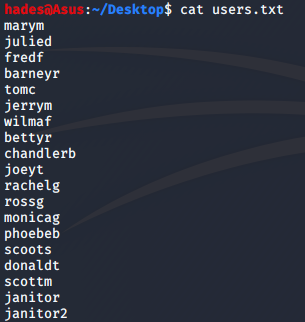 hades@Asus:~/Desktop$ cat users.txt
marym
julied
fredf
barneyr
tomc
jerrym
wilmaf
bettyr
chandlerb
joeyt
rachelg
rossg
monicag
phoebeb
scoots
donaldt
scottm
janitor
janitor2